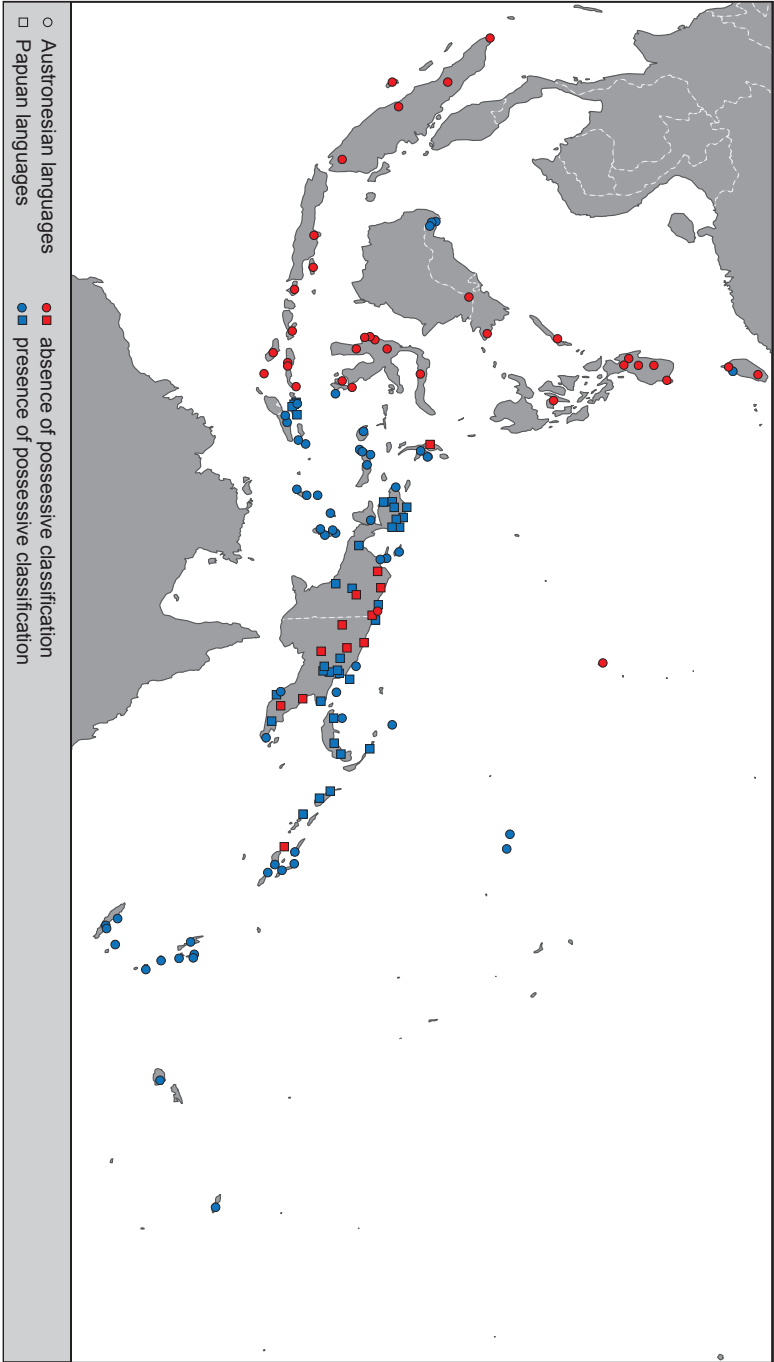 Austronesian languages
Papuan languages
absence of possessive classification
presence of possessive classification